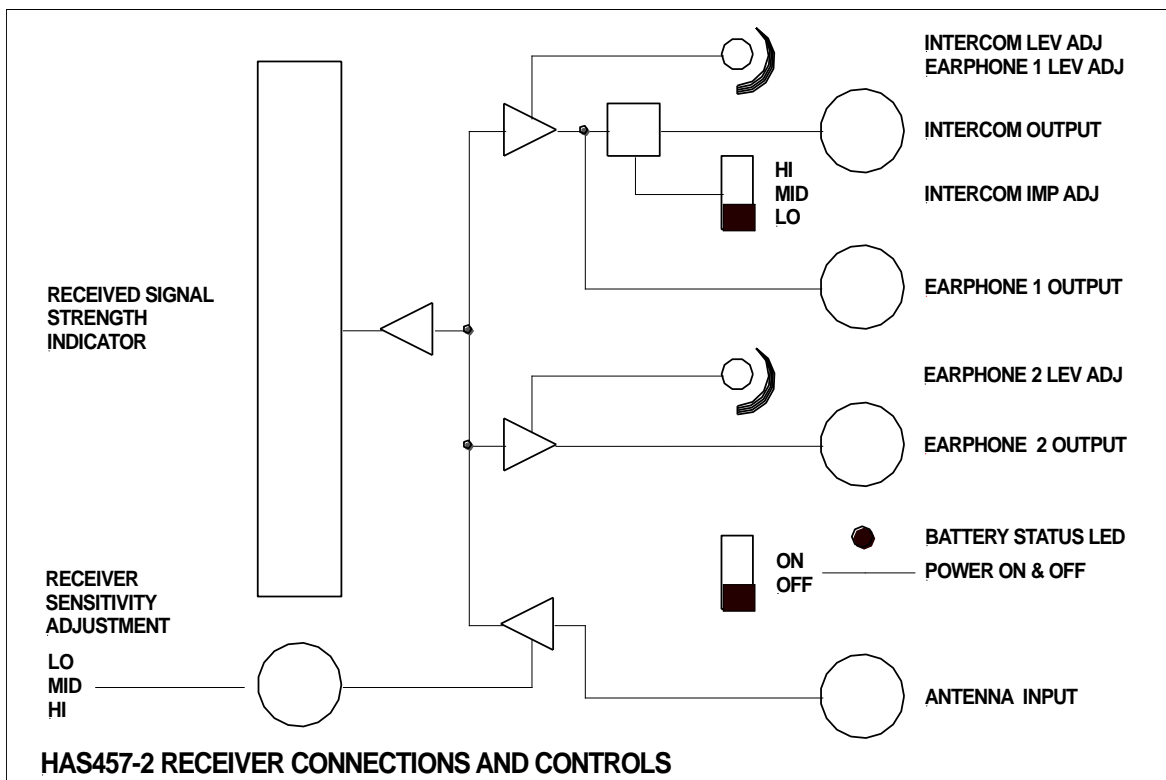 INTERCOM LEV ADJ
EARPHONE 1 LEV ADJ
INTERCOM OUTPUT
HI
MID
LO
INTERCOM IMP ADJ
EARPHONE 1 OUTPUT
RECEIVED SIGNAL
STRENGTH
INDICATOR
EARPHONE 2 LEV ADJ
EARPHONE 2 OUTPUT
BATTERY STATUS LED
ON
OFF
POWER ON & OFF
RECEIVER
SENSITIVITY
ADJUSTMENT
LO
MID
HI
ANTENNA INPUT
HAS457-2 RECEIVER CONNECTIONS AND CONTROLS